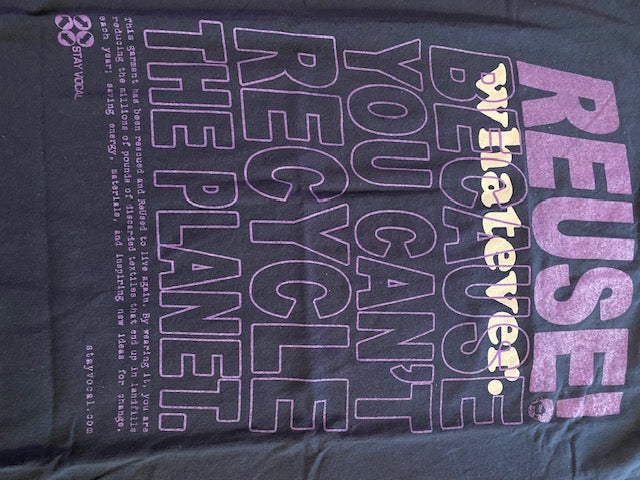 REUSE!
whatever.
BECAUSE
YOU CAN'T
RECYCLE
THE PLANET.
This garment has been rescued and ReUsed to live again. By wearing it, you are
reducing the millions of pounds of discarded textiles that end up in landfills
each year; saving energy, materials, and inspiring new ideas for change.
STAY VOCAL
stayvocal.com